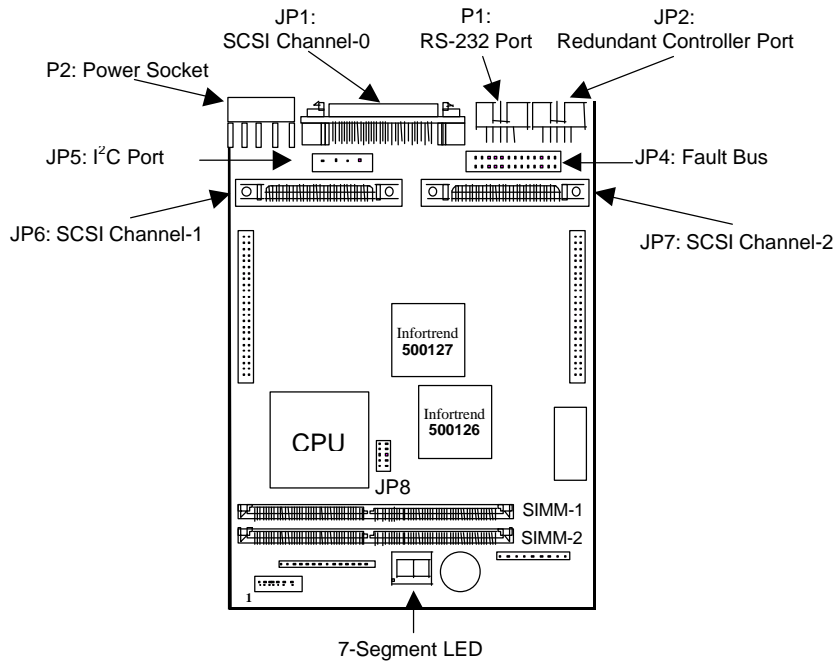 JP1:
SCSI Channel-0
P1:
RS-232 Port
JP2:
Redundant Controller Port
P2: Power Socket
JP5: I²C Port
JP4: Fault Bus
JP6: SCSI Channel-1
JP7: SCSI Channel-2
Infortrend
500127
Infortrend
500126
CPU
JP8
SIMM-1
SIMM-2
1
7-Segment LED